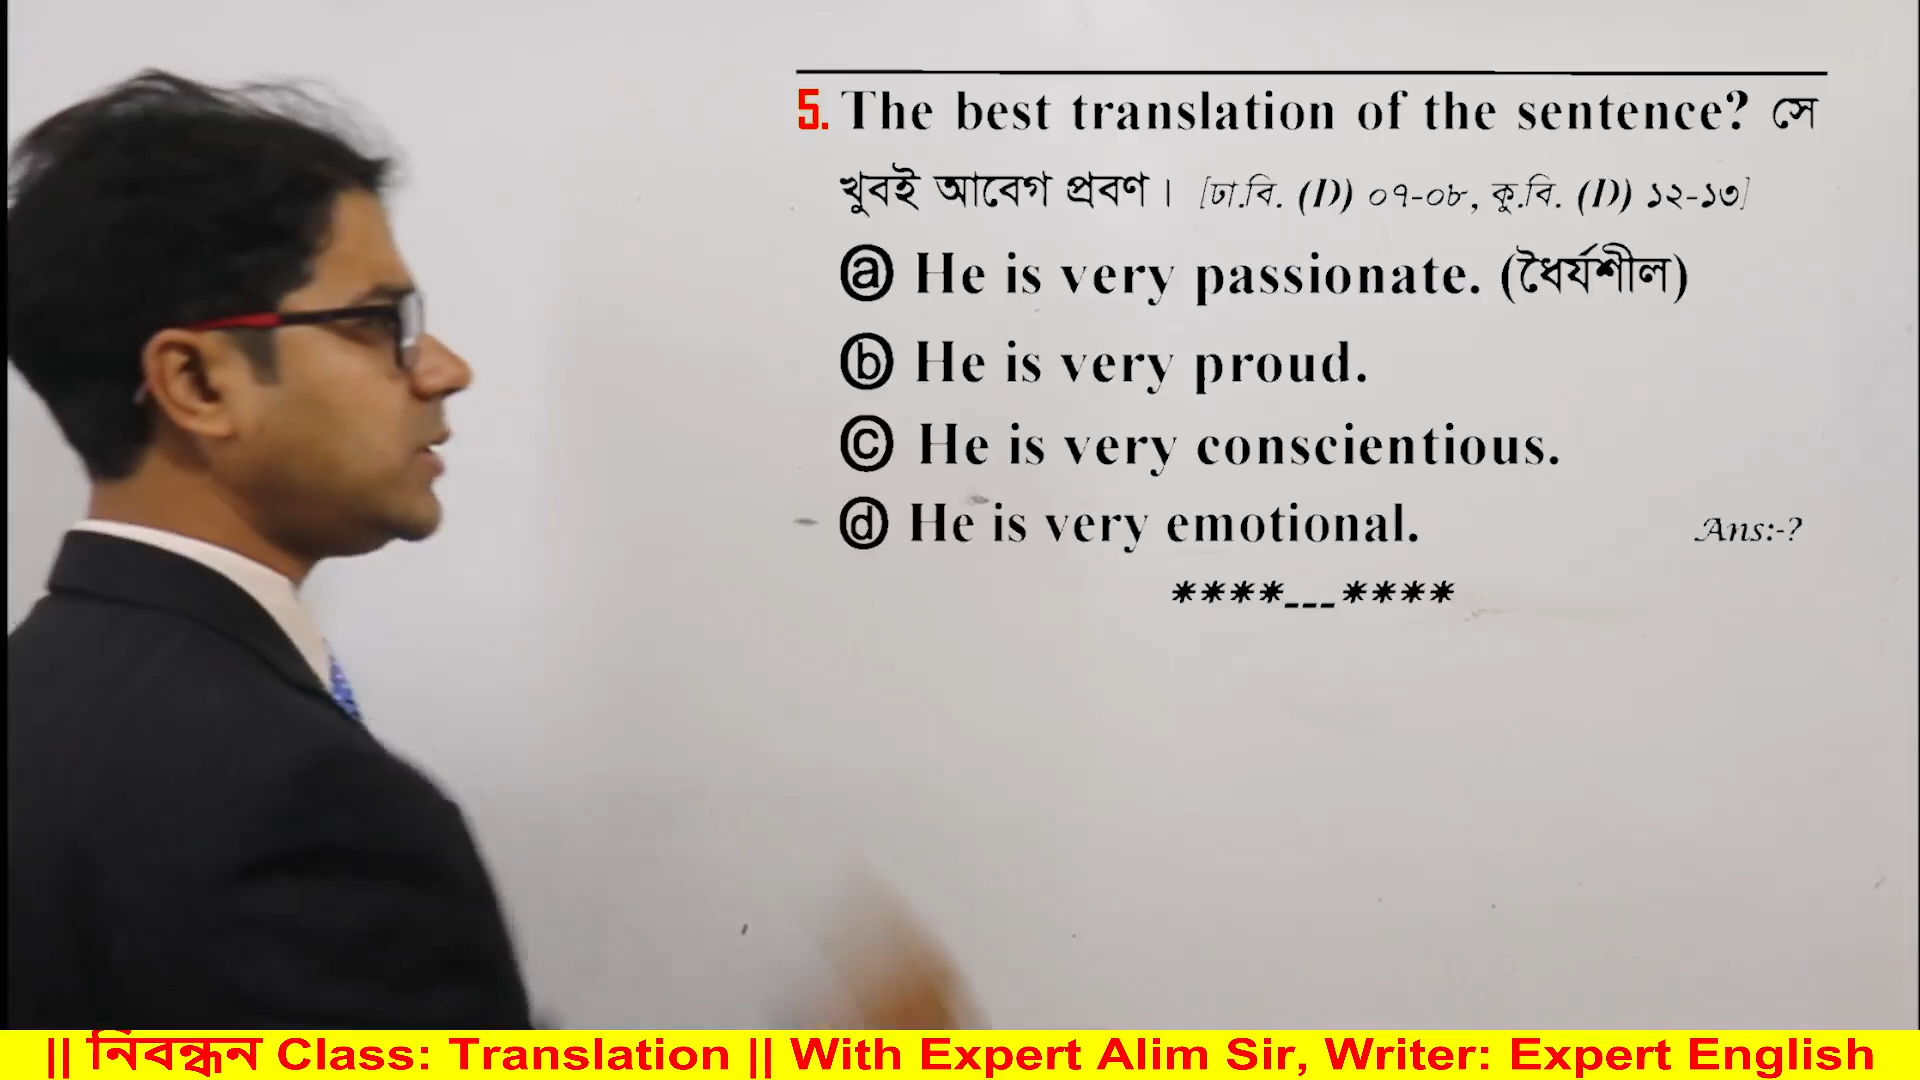 5. The best translation of the sentence? সে
খুবই আবেগ প্রবণ। [ঢা.বি. (D) ০৭-০৮, কু.বি. (D) ১২-১৩]
ⓐ He is very passionate. (ধৈর্যশীল)
ⓑ He is very proud.
ⓒ He is very conscientious.
ⓓ He is very emotional. Ans:-?
****---****
|| নিবন্ধন Class: Translation || With Expert Alim Sir, Writer: Expert English